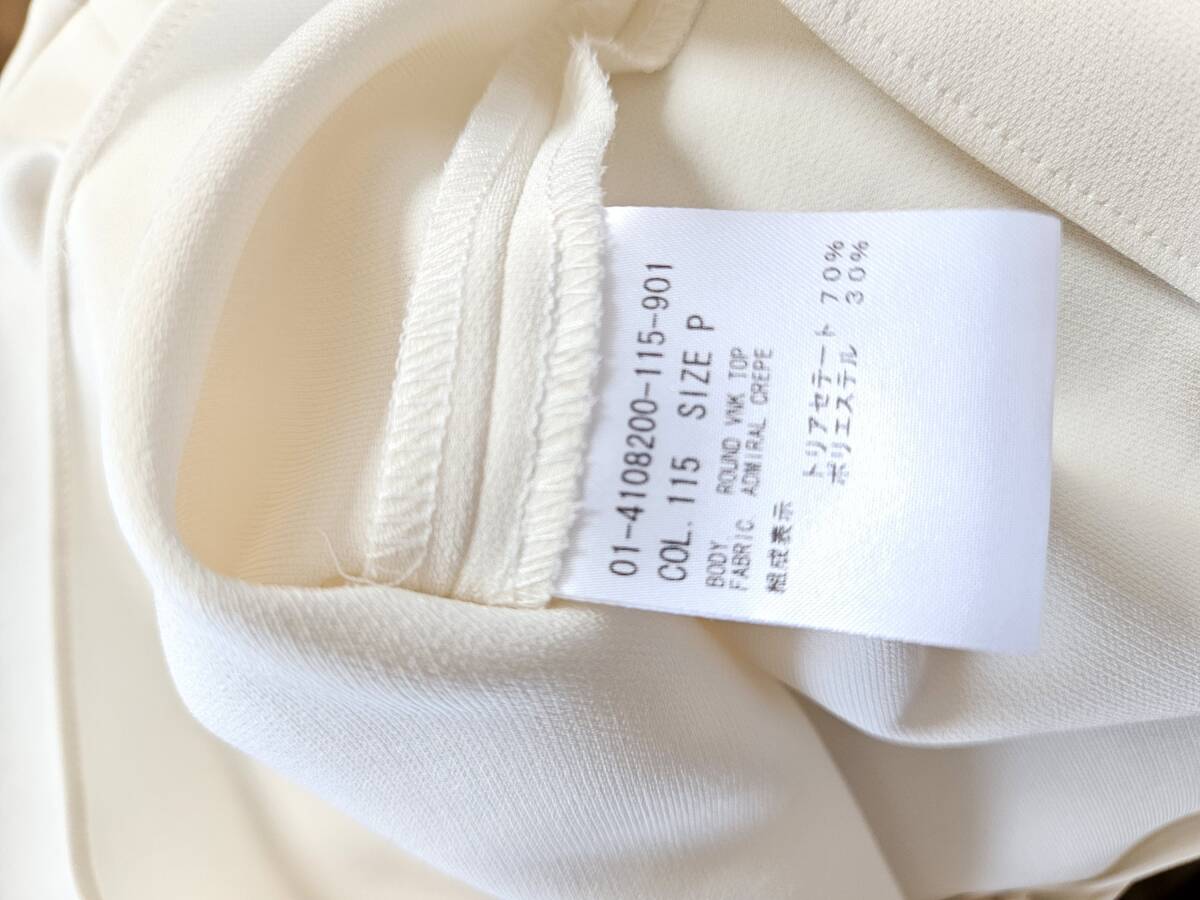 01-4108200-115-901
COL.115 SIZE P
BODY ROUND VNK TOP
FABRIC ADMIRAL CREPE
組成表示
トリアセテート 70%
ポリエステル 30%